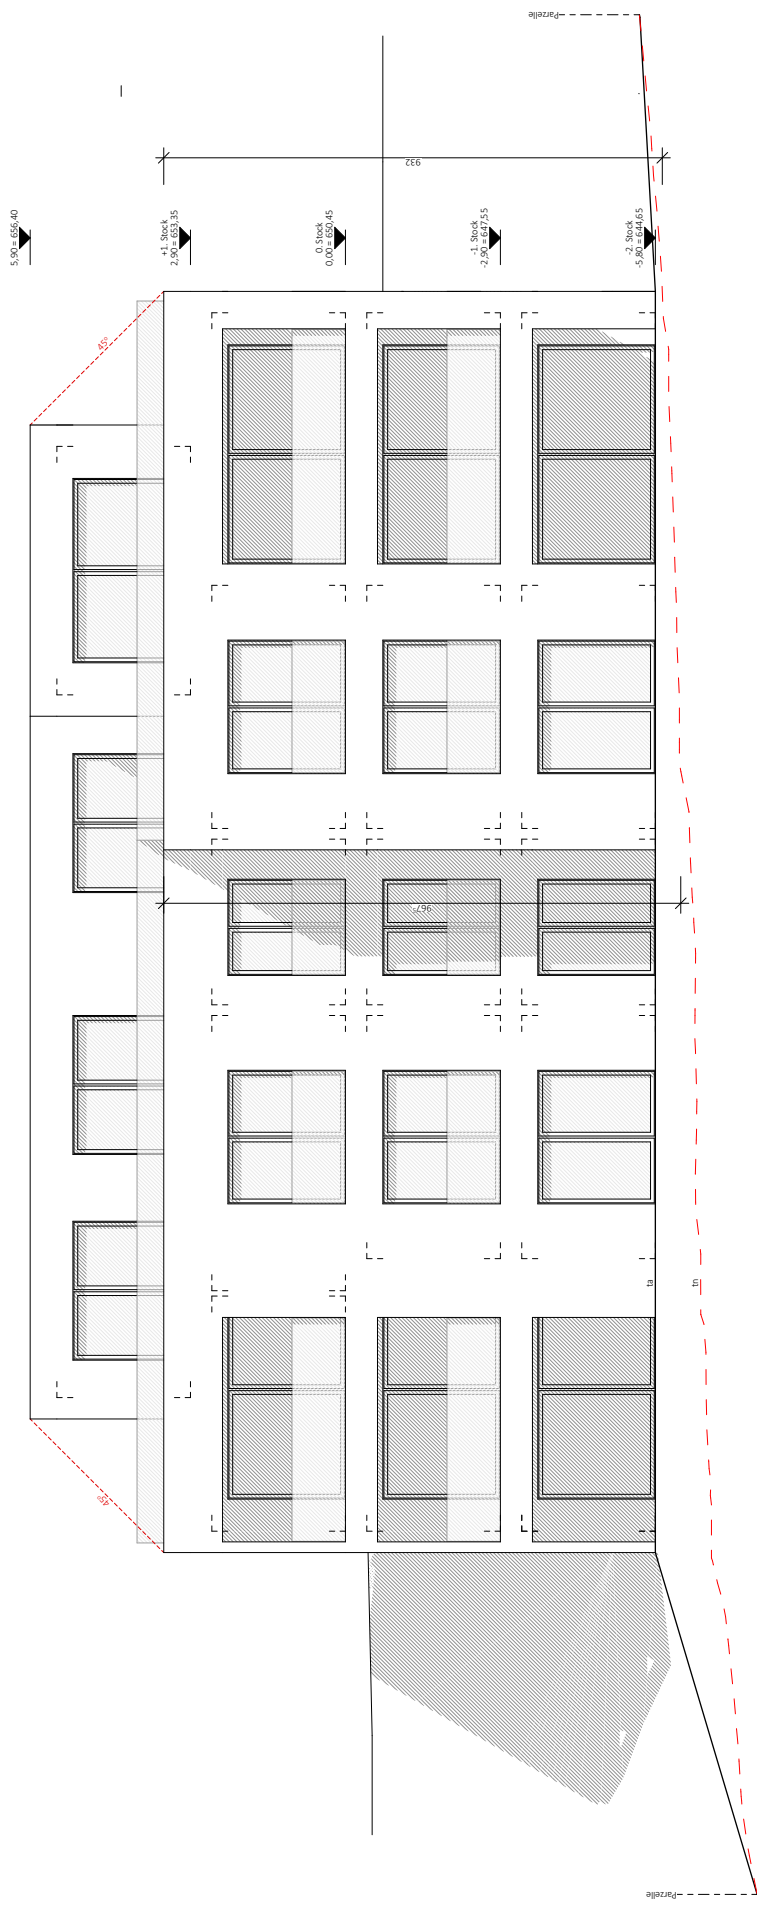 Parzelle
932
5,90 = 656,40
+1. Stock
2,90 = 653,35
0. Stock
0,00 = 650,45
-1. Stock
-2,90 = 647,55
-2. Stock
-5,80 = 644,65
45°
967
ta
tn
45°
Parzelle